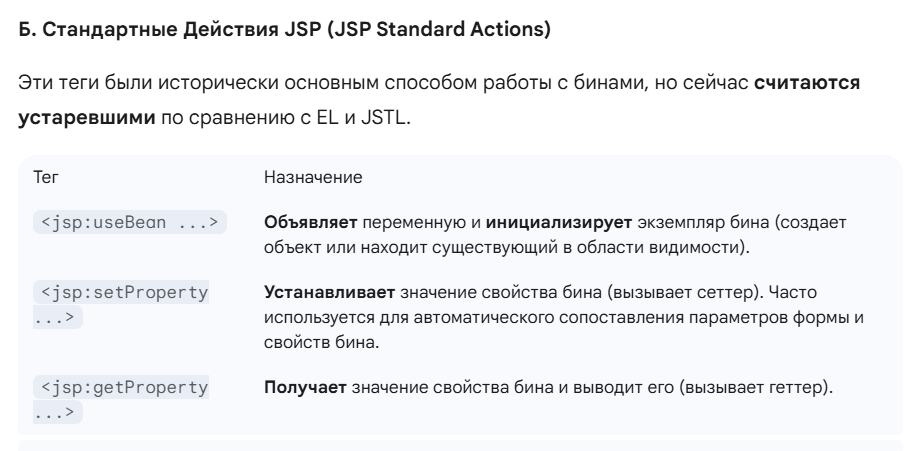 Б. Стандартные Действия JSP (JSP Standard Actions)
Эти теги были исторически основным способом работы с бинами, но сейчас считаются
устаревшими по сравнению с EL и JSTL.
Тег Назначение
<jsp:useBean ...> Объявляет переменную и инициализирует экземпляр бина (создает
объект или находит существующий в области видимости).
<jsp:setProperty Устанавливает значение свойства бина (вызывает сеттер). Часто
...> используется для автоматического сопоставления параметров формы и
свойств бина.
<jsp:getProperty Получает значение свойства бина и выводит его (вызывает геттер).
...>